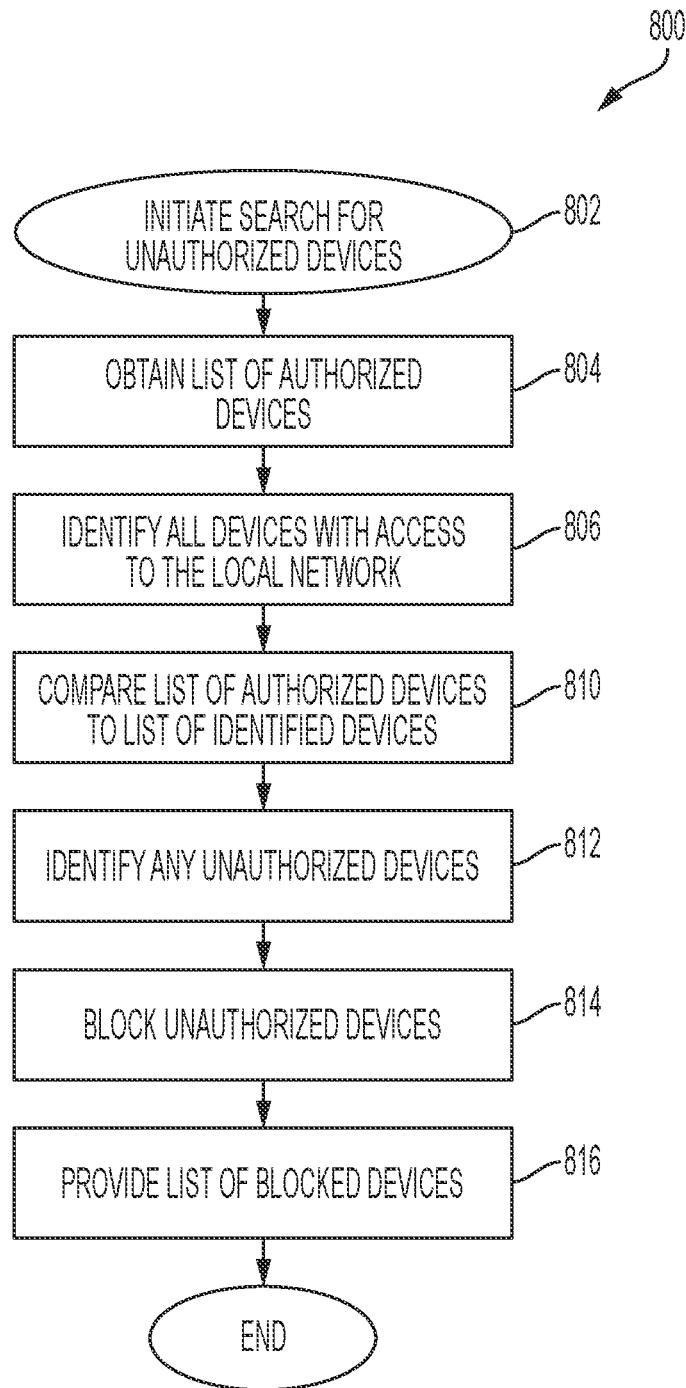 800
INITIATE SEARCH FOR
UNAUTHORIZED DEVICES
802
OBTAIN LIST OF AUTHORIZED
DEVICES
804
IDENTIFY ALL DEVICES WITH ACCESS
TO THE LOCAL NETWORK
806
COMPARE LIST OF AUTHORIZED DEVICES
TO LIST OF IDENTIFIED DEVICES
810
IDENTIFY ANY UNAUTHORIZED DEVICES
812
BLOCK UNAUTHORIZED DEVICES
814
PROVIDE LIST OF BLOCKED DEVICES
816
END